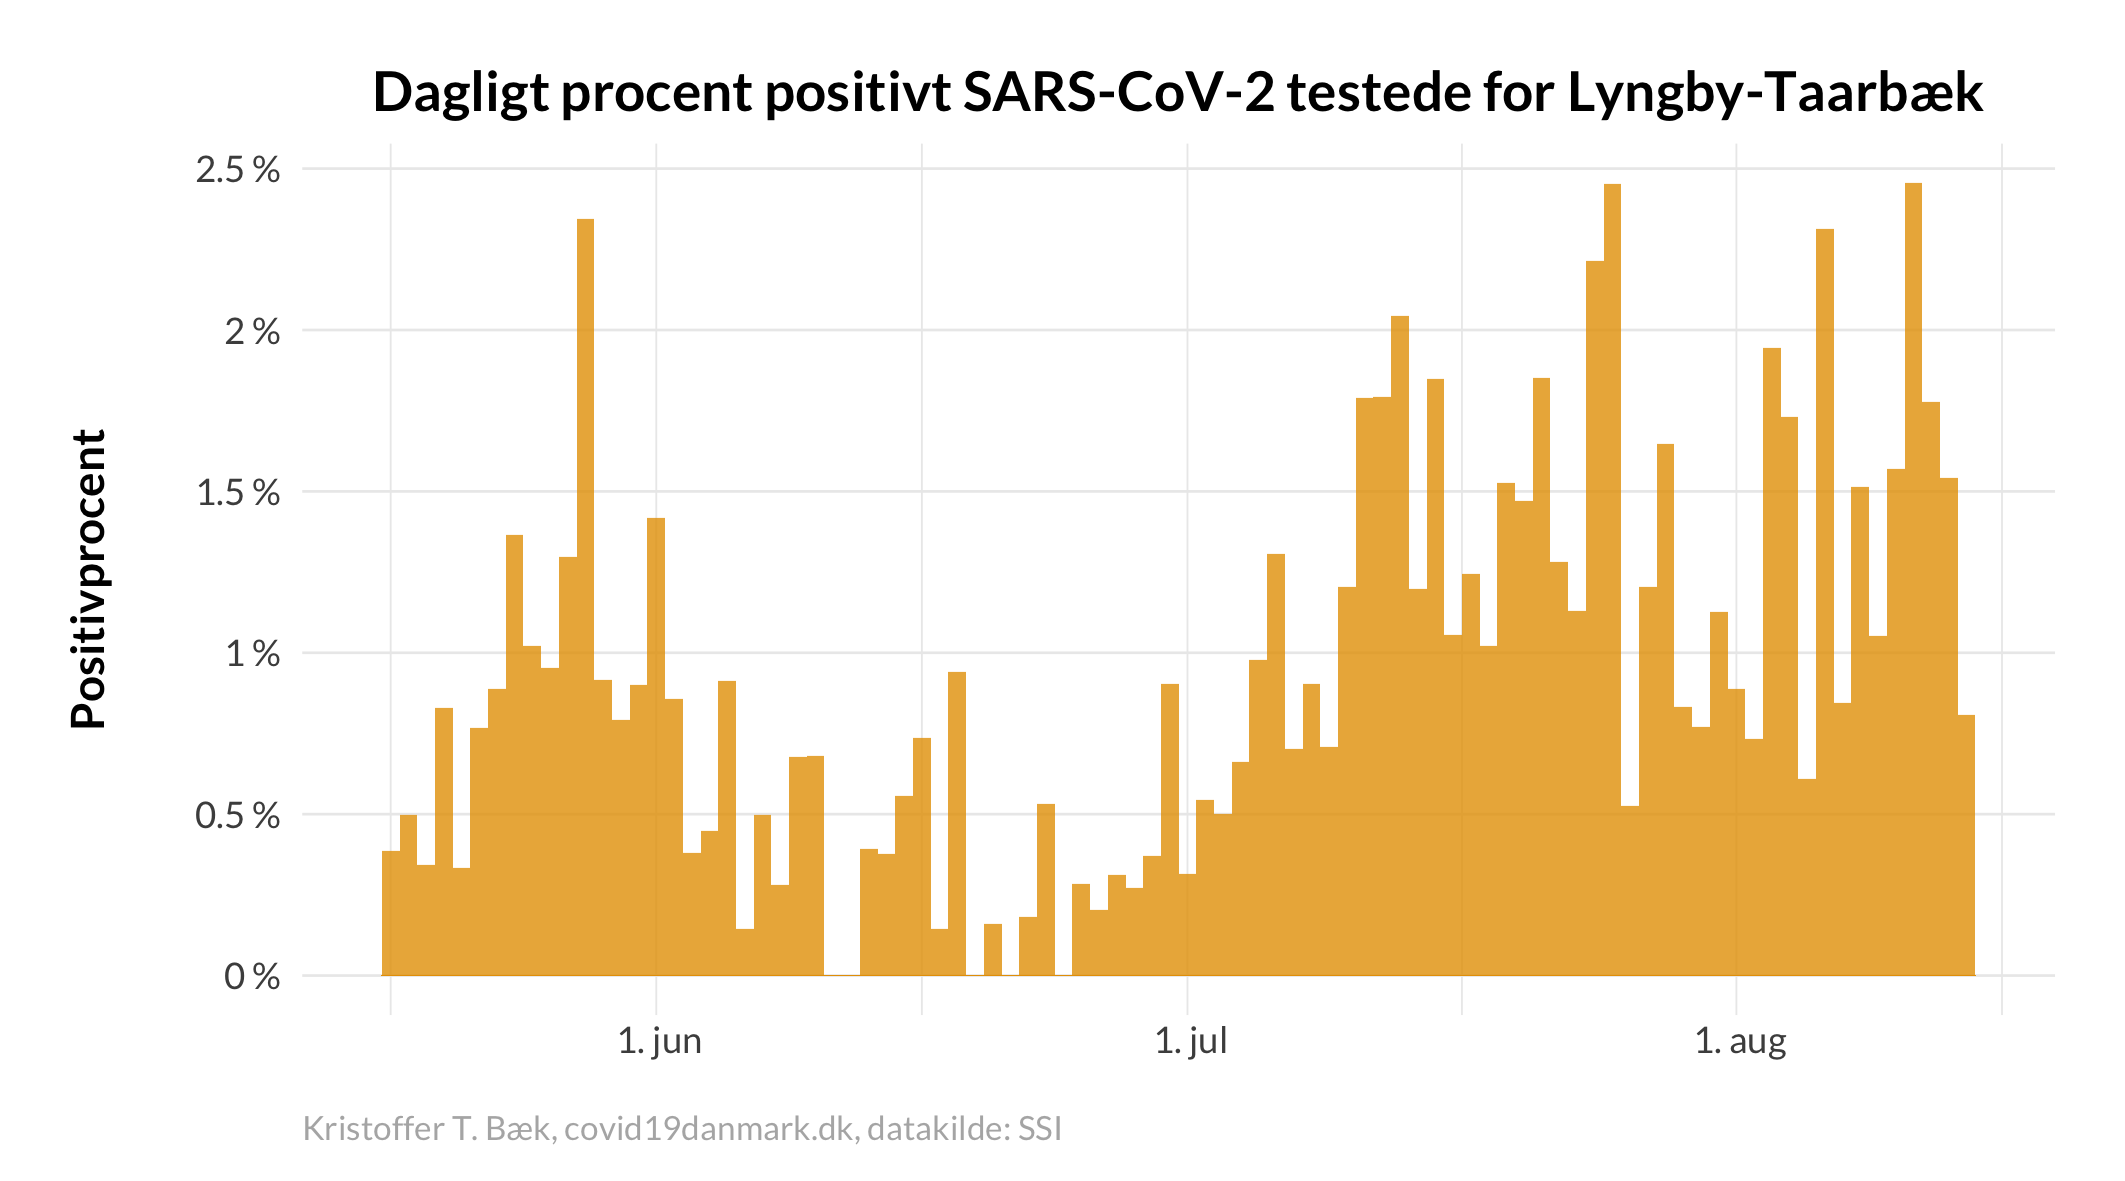 Dagligt procent positivt SARS-CoV-2 testede for Lyngby-Taarbæk
Positivprocent
2.5 %
2 %
1.5 %
1 %
0.5 %
0 %
1. jun
1. jul
1. aug
Kristoffer T. Bæk, covid19danmark.dk, datakilde: SSI